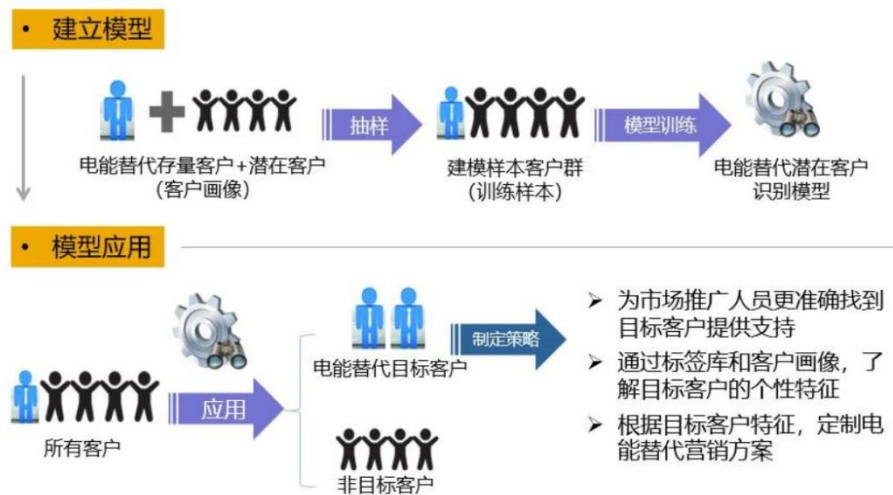 • 建立模型
电能替代存量客户+潜在客户
(客户画像)
抽样
建模样本客户群
(训练样本)
模型训练
电能替代潜在客户
识别模型
• 模型应用
所有客户
应用
电能替代目标客户
非目标客户
制定策略
➢ 为市场推广人员更准确找到
目标客户提供支持
➢ 通过标签库和客户画像，了
解目标客户的个性特征
➢ 根据目标客户特征，定制电
能替代营销方案